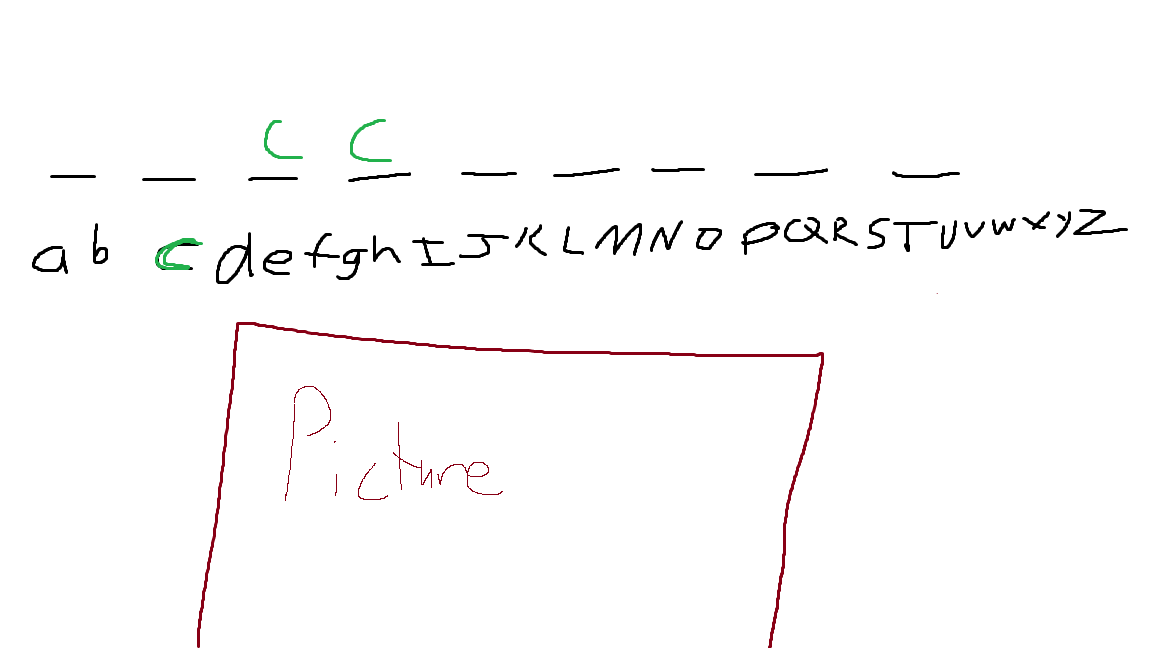 C C
_ _ _ _ _ _ _ _ _
a b c d e f g h I J K L M N O P Q R S T U V W X Y Z
Picture